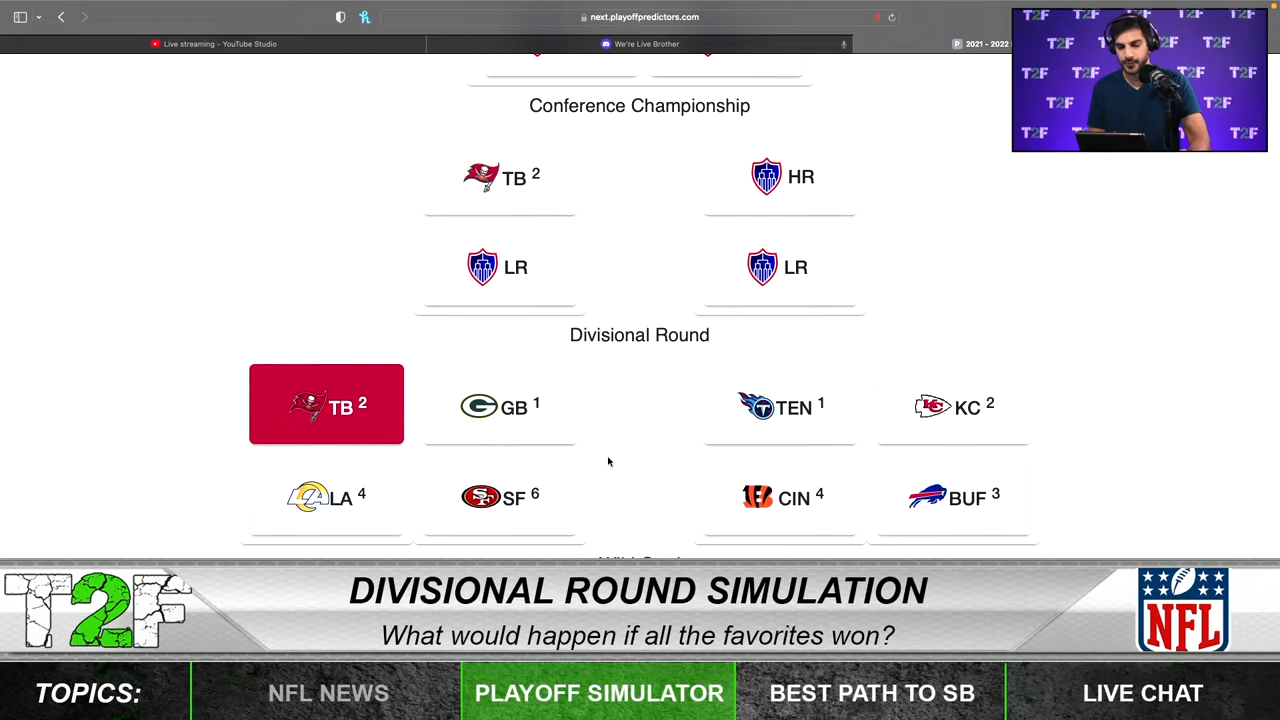 next.playoffpredictors.com
Live streaming - YouTube Studio
We're Live Brother
2021 - 2022
Conference Championship
TB 2
HR
LR
LR
Divisional Round
TB 2
GB 1
TEN 1
KC 2
LA 4
SF 6
CIN 4
BUF 3
T2F
DIVISIONAL ROUND SIMULATION
What would happen if all the favorites won?
NFL
TOPICS:
NFL NEWS
PLAYOFF SIMULATOR
BEST PATH TO SB
LIVE CHAT